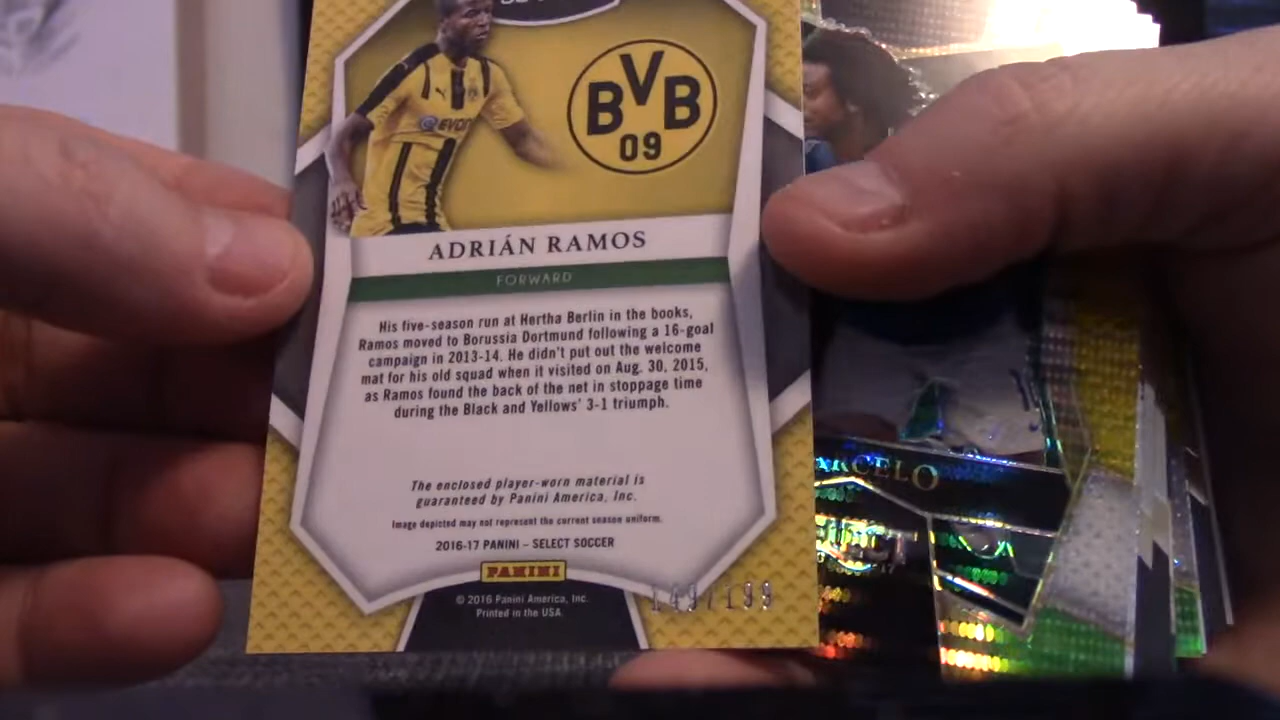 BVB
09
EVON
ADRIÁN RAMOS
FORWARD
His five-season run at Hertha Berlin in the books,
Ramos moved to Borussia Dortmund following a 16-goal
campaign in 2013-14. He didn't put out the welcome
mat for his old squad when it visited on Aug. 30, 2015,
as Ramos found the back of the net in stoppage time
during the Black and Yellows' 3-1 triumph.
The enclosed player-worn material is
guaranteed by Panini America, Inc.
Image depicted may not represent the current season uniform.
2016-17 PANINI – SELECT SOCCER
PANINI
© 2016 Panini America, Inc.
Printed in the USA
149/199
ARCELO